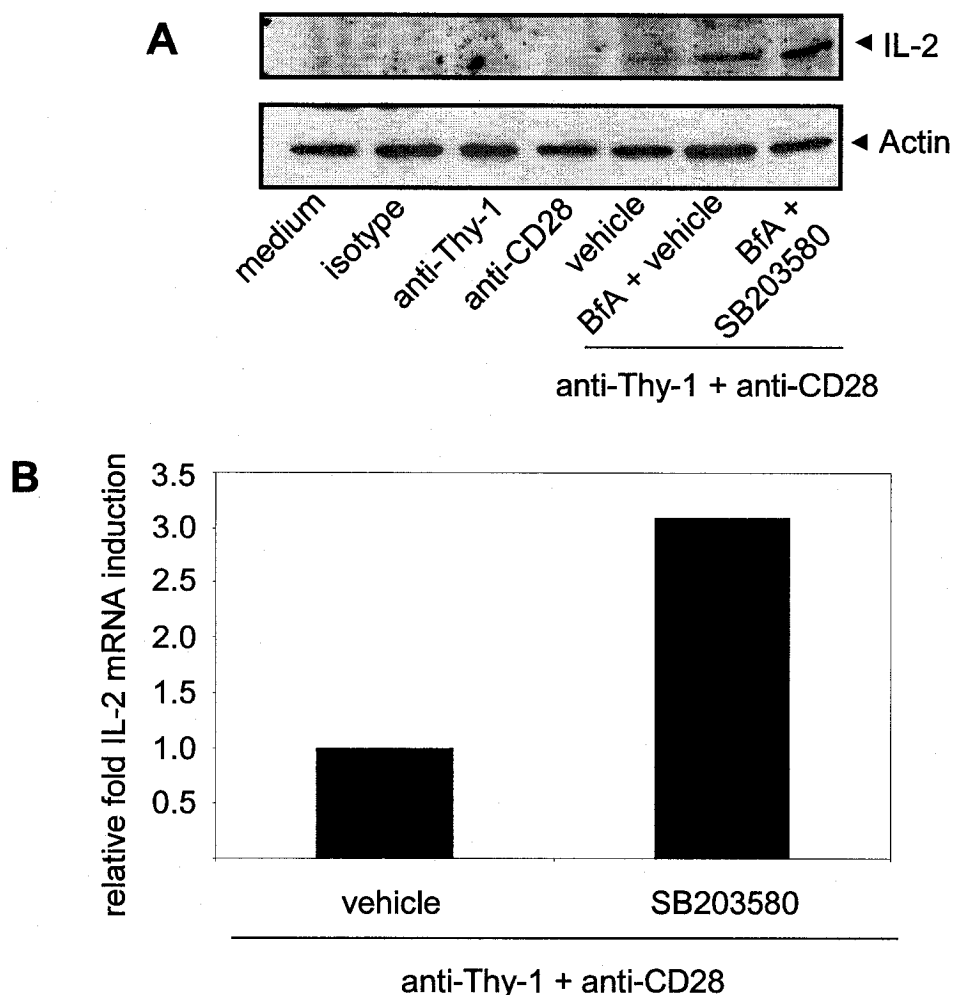 A
IL-2
Actin
medium
isotype
anti-Thy-1
anti-CD28
vehicle
BfA + vehicle
BfA +
SB203580
anti-Thy-1 + anti-CD28
B
relative fold IL-2 mRNA induction
3.5
3.0
2.5
2.0
1.5
1.0
0.5
vehicle
SB203580
anti-Thy-1 + anti-CD28